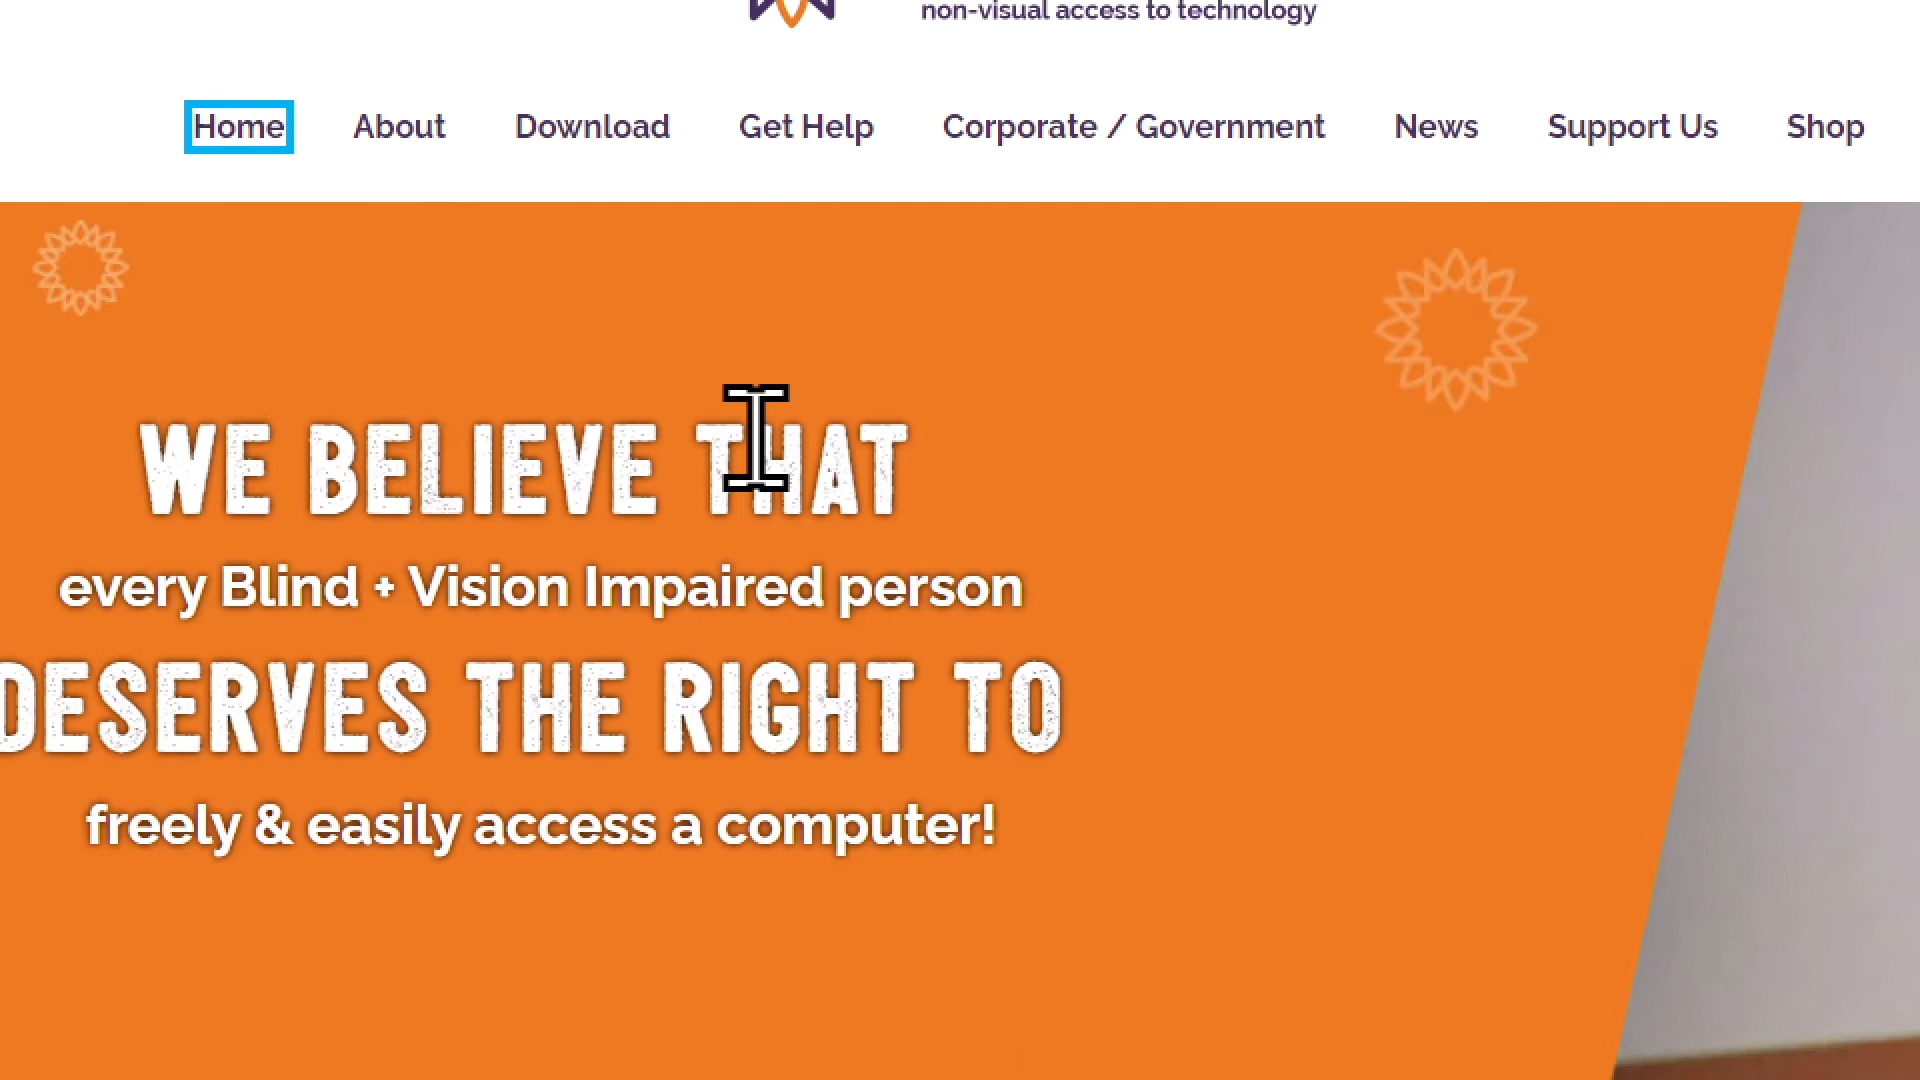 non-visual access to technology
Home About Download Get Help Corporate / Government News Support Us Shop
WE BELIEVE THAT
every Blind + Vision Impaired person
DESERVES THE RIGHT TO
freely & easily access a computer!